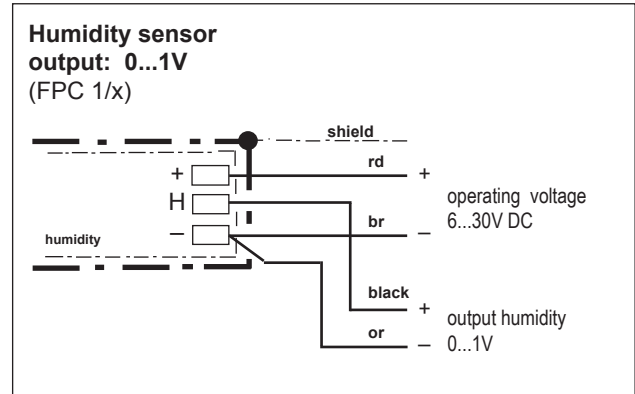 Humidity sensor
output: 0...1V
(FPC 1/x)
shield
rd
+ +
operating voltage
H
6...30V DC
br
– –
humidity
black
+
output humidity
or
– 0...1V